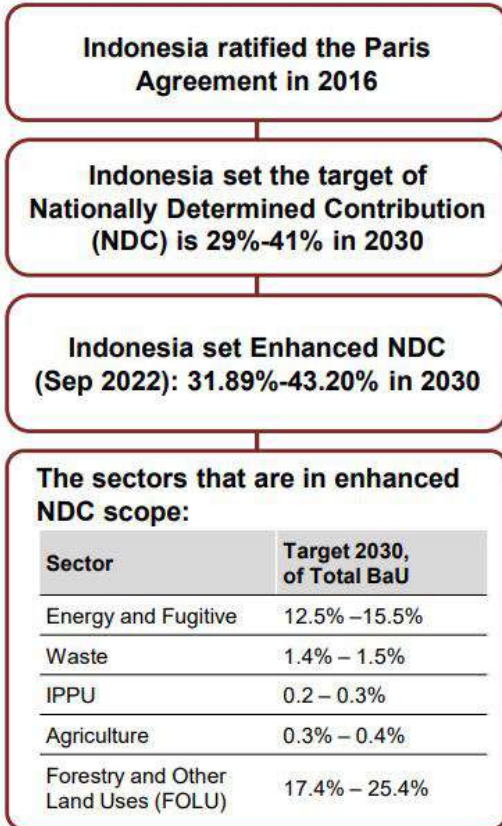 Indonesia ratified the Paris
Agreement in 2016
Indonesia set the target of
Nationally Determined Contribution
(NDC) is 29%-41% in 2030
Indonesia set Enhanced NDC
(Sep 2022): 31.89%-43.20% in 2030
The sectors that are in enhanced
NDC scope:
Sector
Target 2030,
of Total BaU
Energy and Fugitive 12.5% –15.5%
Waste 1.4% – 1.5%
IPPU 0.2 – 0.3%
Agriculture 0.3% – 0.4%
Forestry and Other
Land Uses (FOLU)
17.4% – 25.4%